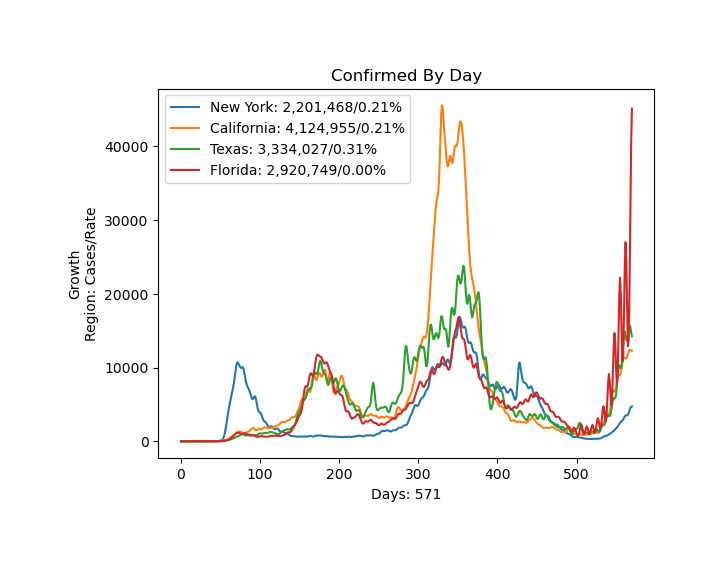 Confirmed By Day
New York: 2,201,468/0.21%
California: 4,124,955/0.21%
Texas: 3,334,027/0.31%
Florida: 2,920,749/0.00%
Growth
Region: Cases/Rate
40000
30000
20000
10000
0
0 100 200 300 400 500
Days: 571